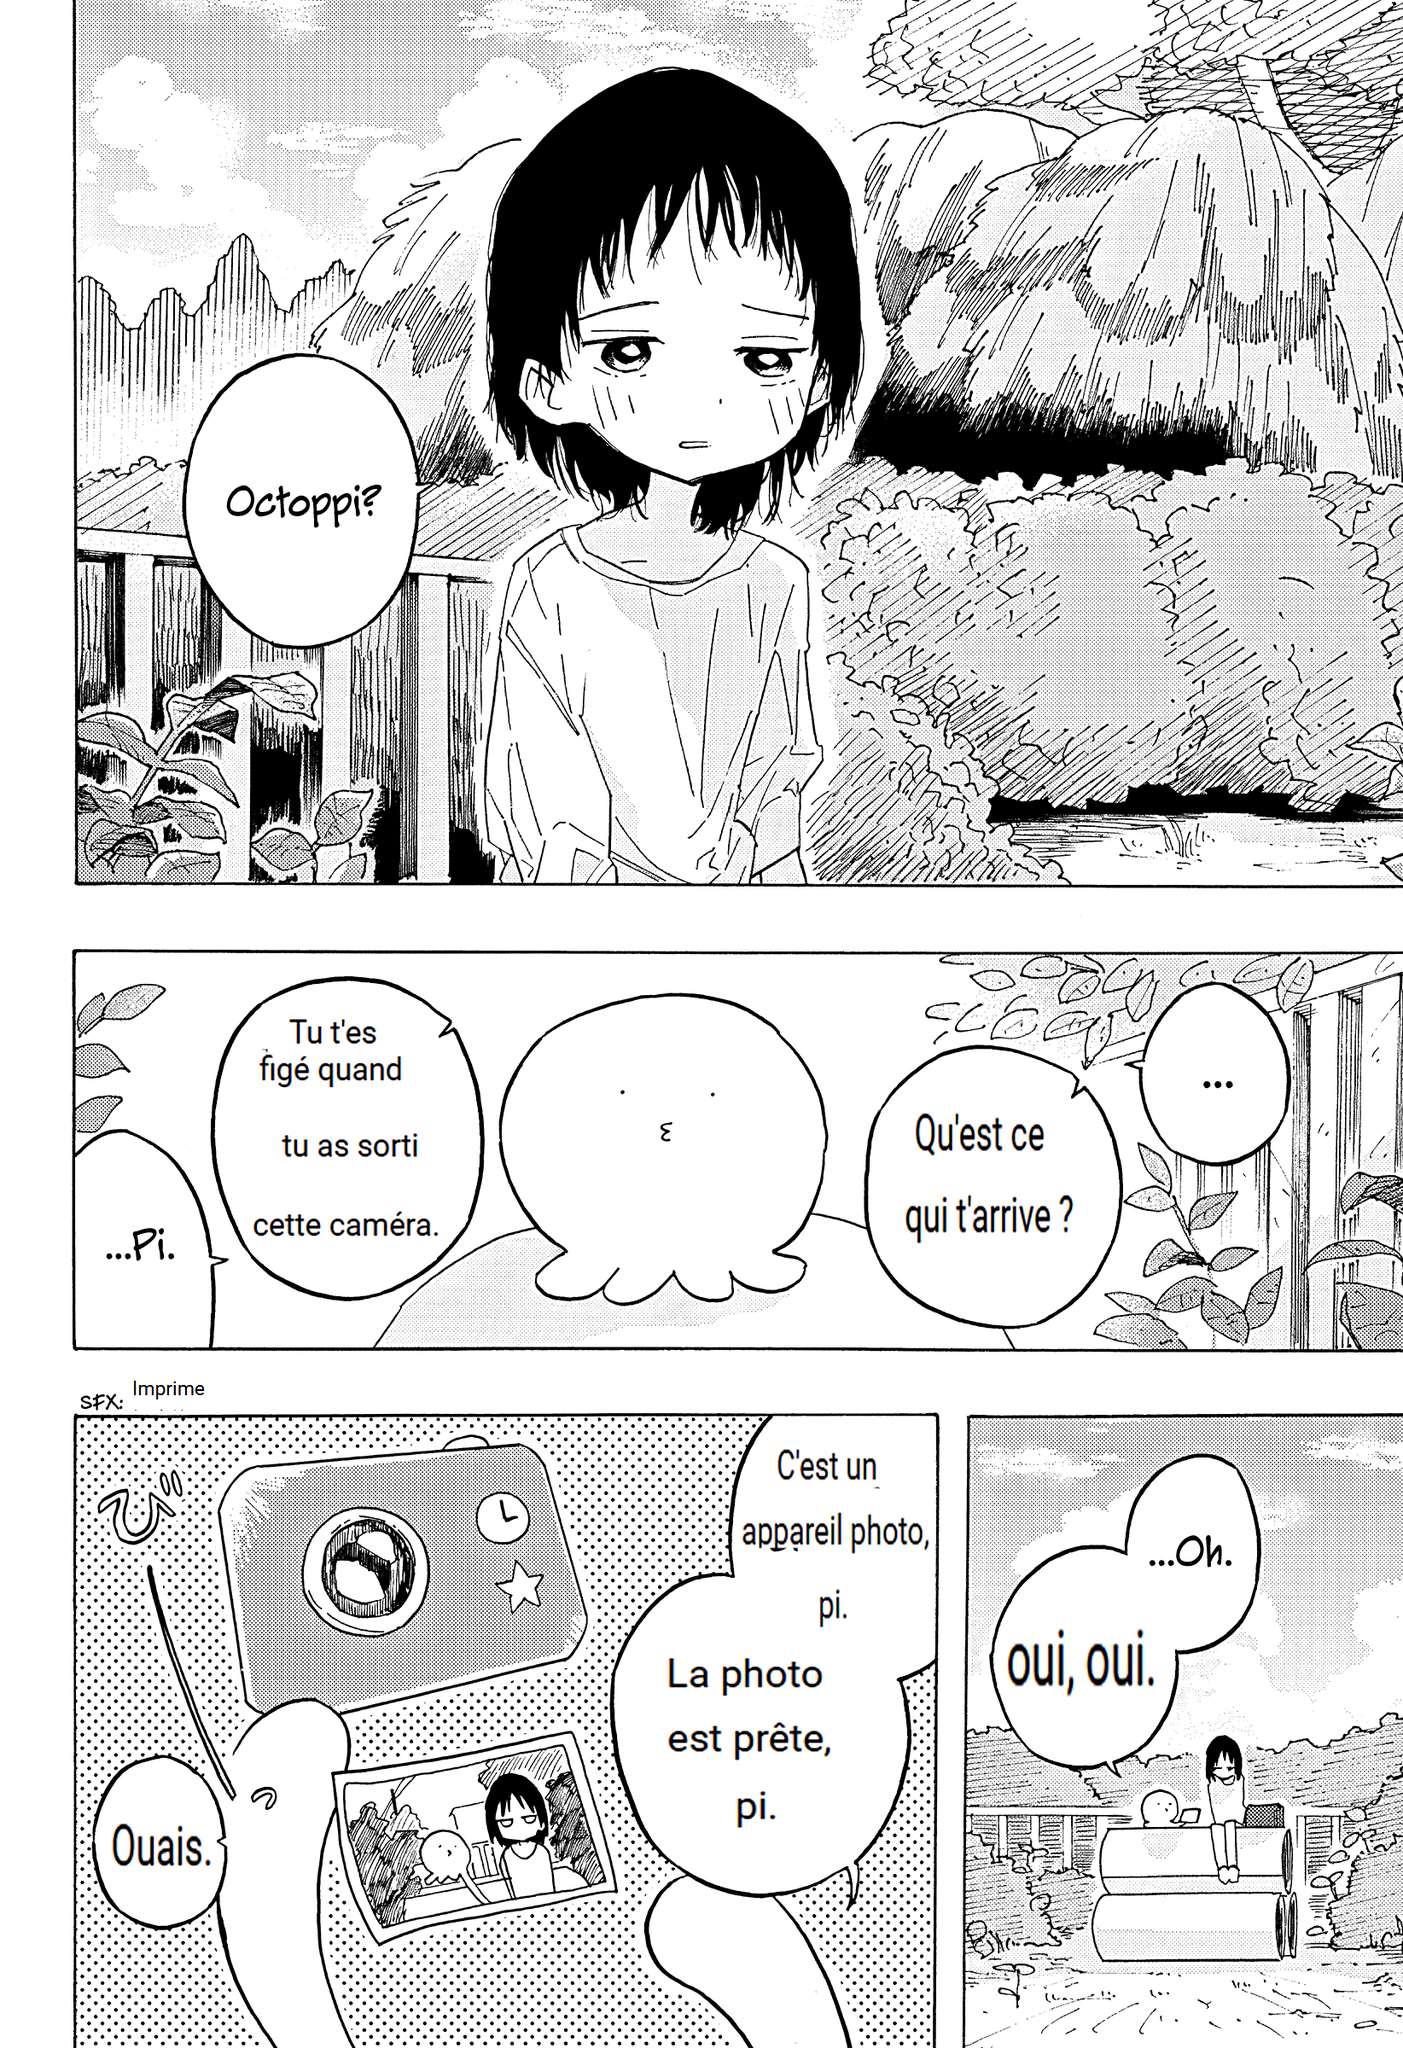 Octoppi?
...
Qu'est ce
qui t'arrive ?
Tu t'es
figé quand
tu as sorti
cette caméra.
...Pi.
...Oh.
oui, oui.
SFX: Imprime
C'est un
appareil photo,
pi.
La photo
est prête,
pi.
び
Ouais.